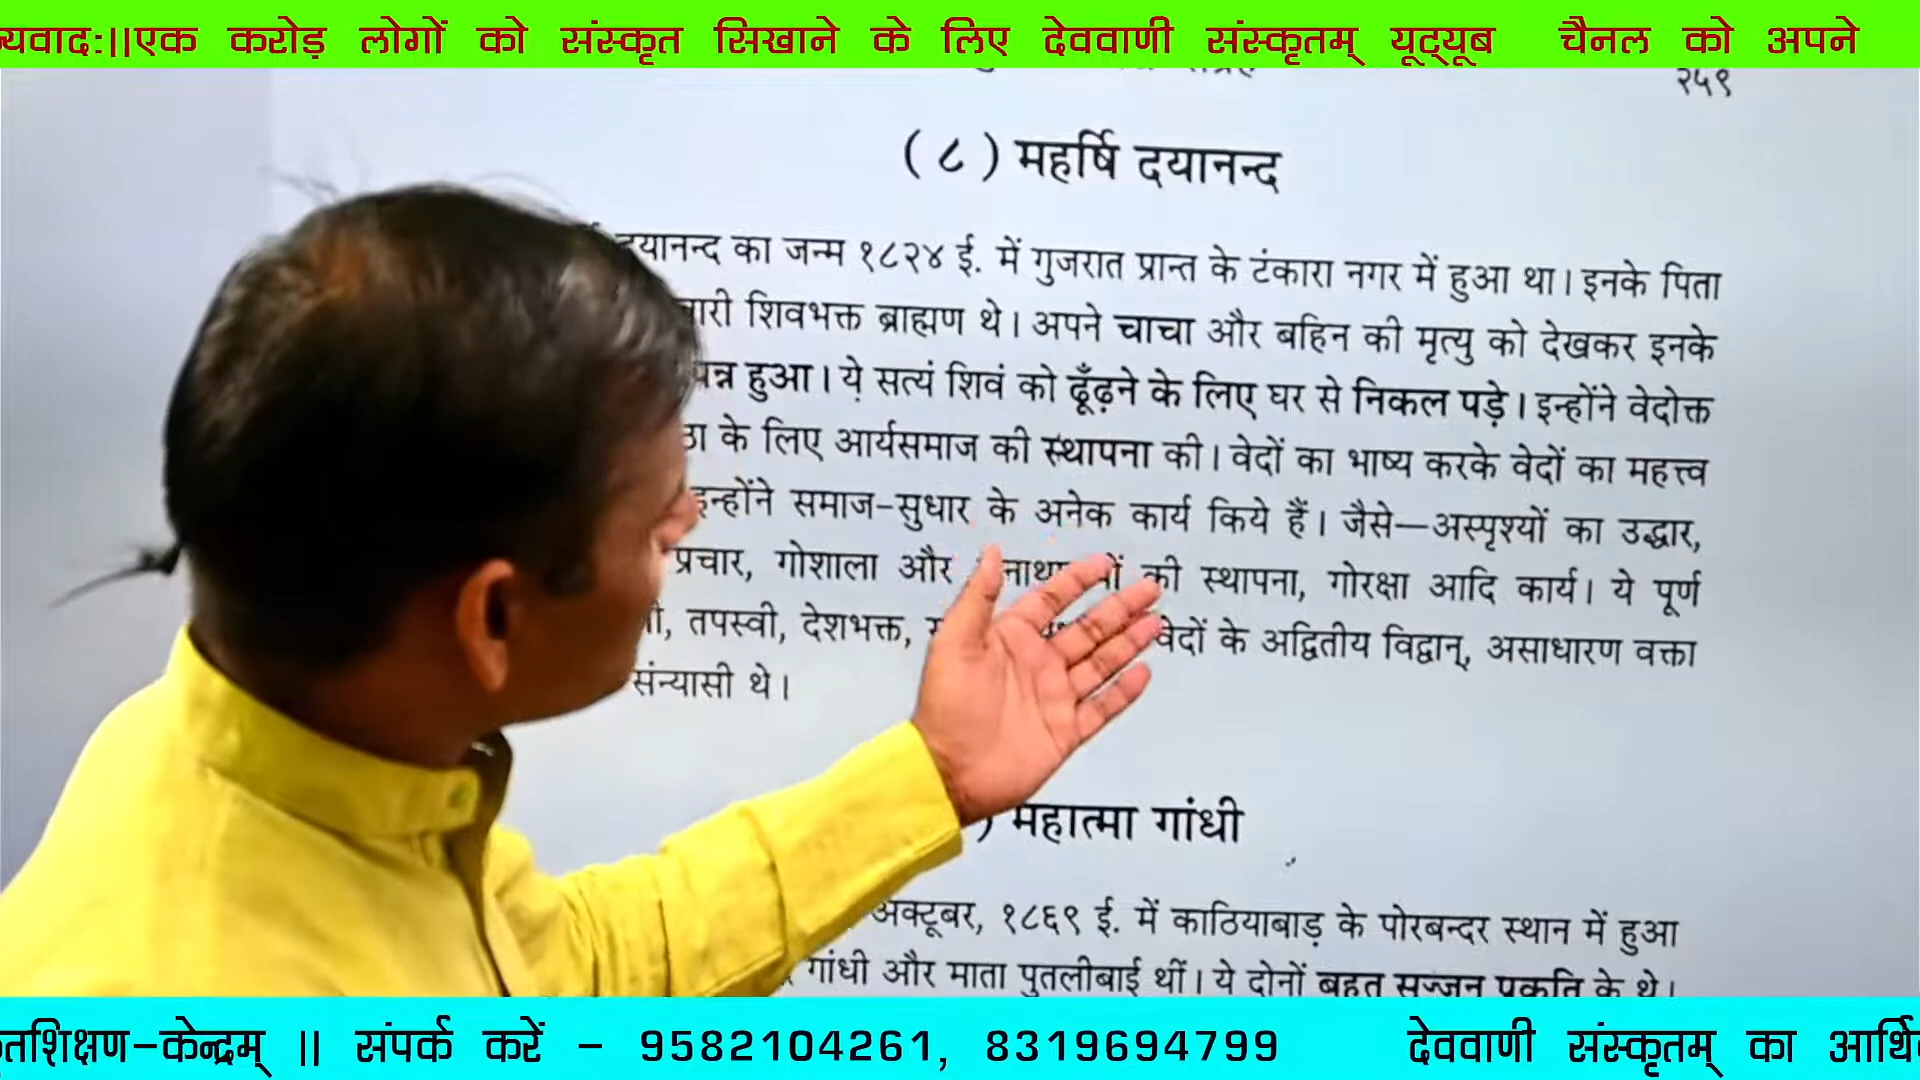 एक करोड़ लोगों को संस्कृत सिखाने के लिए देववाणी संस्कृतम् यूट्यूब चैनल को अपने
२५९
( ८ ) महर्षि दयानन्द
दयानन्द का जन्म १८२४ ई. में गुजरात प्रान्त के टंकारा नगर में हुआ था। इनके पिता
शिवभक्त ब्राह्मण थे। अपने चाचा और बहिन की मृत्यु को देखकर इनके
हुआ। ये सत्यं शिवं को ढूँढ़ने के लिए घर से निकल पड़े। इन्होंने वेदोक्त
के लिए आर्यसमाज की स्थापना की। वेदों का भाष्य करके वेदों का महत्त्व
इन्होंने समाज-सुधार के अनेक कार्य किये हैं। जैसे—अस्पृश्यों का उद्धार,
प्रचार, गोशाला और की स्थापना, गोरक्षा आदि कार्य। ये पूर्ण
तपस्वी, देशभक्त, वेदों के अद्वितीय विद्वान्, असाधारण वक्ता
संन्यासी थे।
) महात्मा गांधी
अक्टूबर, १८६९ ई. में काठियाबाड़ के पोरबन्दर स्थान में हुआ
गांधी और माता पुतलीबाई थीं। ये दोनों बहुत सज्जन प्रकृति के थे।
तशिक्षण-केन्द्रम् || संपर्क करें - 9582104261, 8319694799 देववाणी संस्कृतम् का